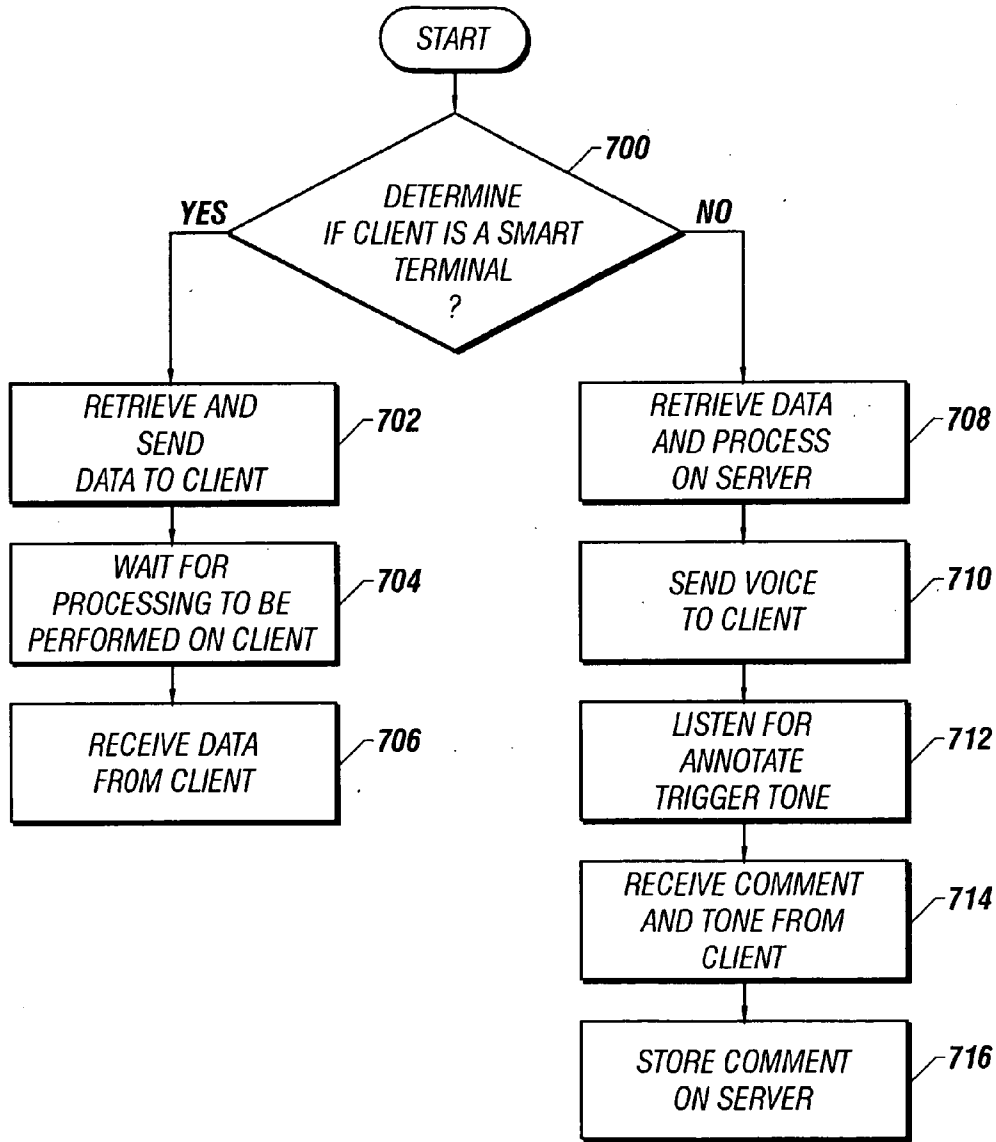 START
700
DETERMINE
IF CLIENT IS A SMART
TERMINAL
?
YES
NO
RETRIEVE AND
SEND
DATA TO CLIENT
702
WAIT FOR
PROCESSING TO BE
PERFORMED ON CLIENT
704
RECEIVE DATA
FROM CLIENT
706
RETRIEVE DATA
AND PROCESS
ON SERVER
708
SEND VOICE
TO CLIENT
710
LISTEN FOR
ANNOTATE
TRIGGER TONE
712
RECEIVE COMMENT
AND TONE FROM
CLIENT
714
STORE COMMENT
ON SERVER
716